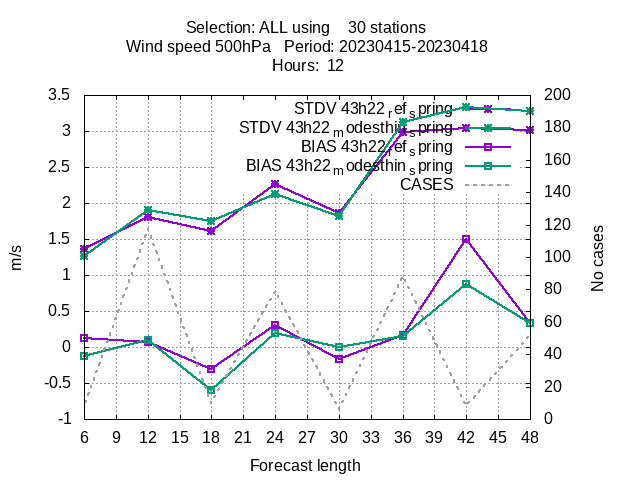 Selection: ALL using    30 stations
Wind speed 500hPa   Period: 20230415-20230418
Hours:  12
STDV 43h22_ref_spring
STDV 43h22_modesthin_spring
BIAS 43h22_ref_spring
BIAS 43h22_modesthin_spring
CASES
3.5
3
2.5
2
1.5
1
0.5
0
-0.5
-1
m/s
200
180
160
140
120
100
80
60
40
20
0
No cases
6 9 12 15 18 21 24 27 30 33 36 39 42 45 48
Forecast length